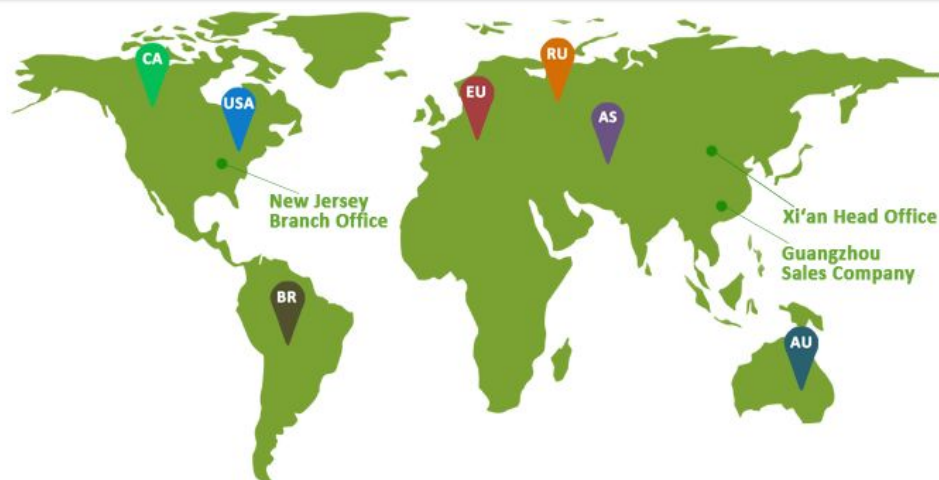 CA
RU
EU
USA
AS
New Jersey
Branch Office
Xi'an Head Office
Guangzhou
Sales Company
BR
AU